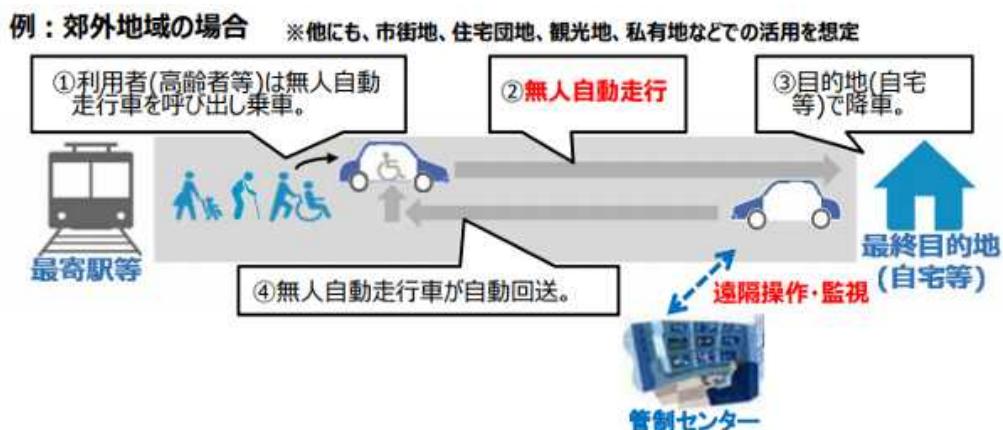 例：郊外地域の場合
※他にも、市街地、住宅団地、観光地、私有地などでの活用を想定
①利用者(高齢者等)は無人自動
走行車を呼び出し乗車。
②無人自動走行
③目的地(自宅
等)で降車。
最寄駅等
最終目的地
(自宅等)
④無人自動走行車が自動回送。
遠隔操作・監視
管制センター